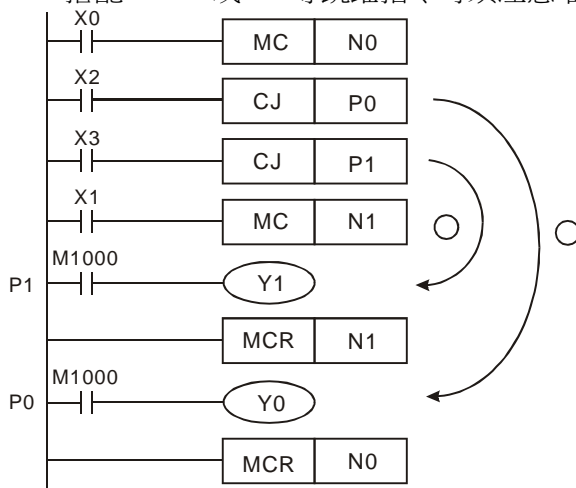 X0
MC N0
X2
CJ P0
X3
CJ P1
X1
MC N1
M1000
P1 Y1
MCR N1
M1000
P0 Y0
MCR N0